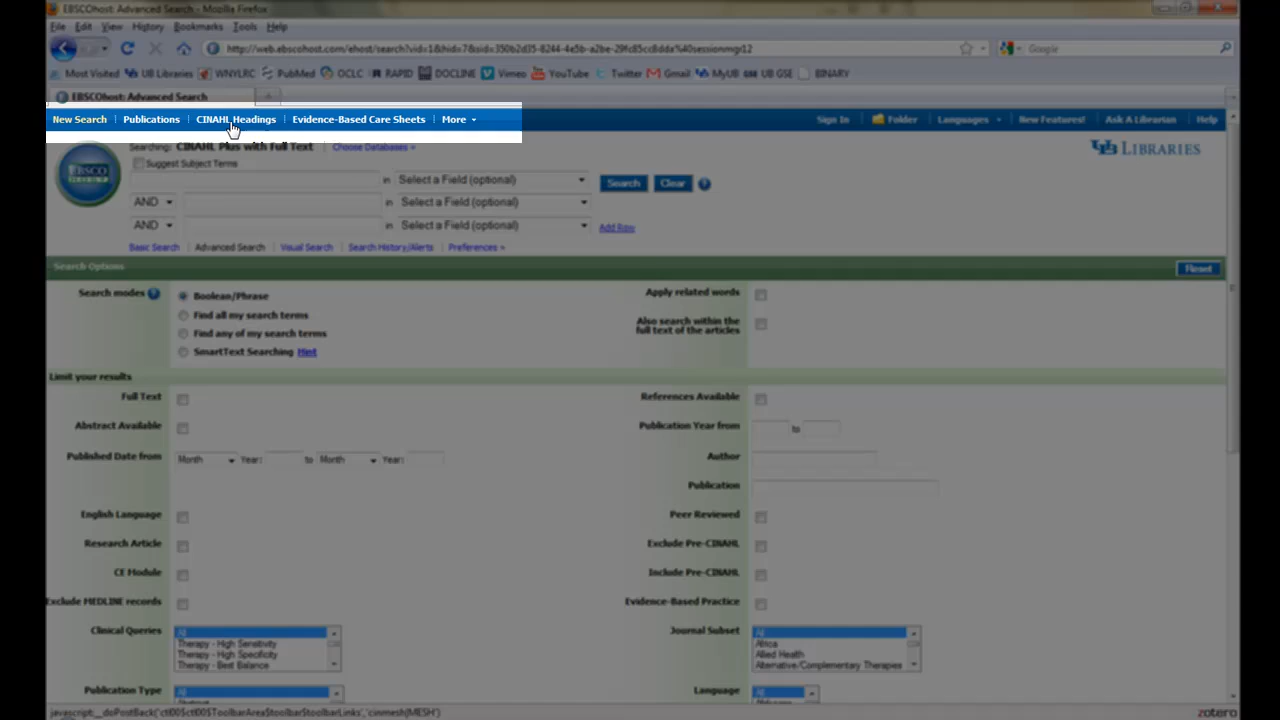 EBSCOhost: Advanced Search - Mozilla Firefox
File Edit View History Bookmarks Tools Help
http://web.ebscohost.com/ehost/search?vid=1&hid=7&sid=350b2d35-8244-4e5b-a2be-29fc85cc8dda%40sessionmgr12
Google
Most Visited UB Libraries WNYLRC PubMed OCLC RAPID DOCLINE Vimeo YouTube Twitter Gmail MyUB UB GSE BINARY
EBSCOhost: Advanced Search
New Search Publications CINAHL Headings Evidence-Based Care Sheets More Sign In Folder Languages New Features! Ask A Librarian Help
Searching: CINAHL Plus with Full Text Choose Databases »
EBSCO HOST
UB LIBRARIES
Suggest Subject Terms
in Select a Field (optional) Search Clear ?
AND in Select a Field (optional)
AND in Select a Field (optional) Add Row
Basic Search Advanced Search Visual Search Search History/Alerts Preferences »
Search Options Reset
Search modes ? Boolean/Phrase
Find all my search terms
Find any of my search terms
SmartText Searching Hint
Apply related words
Also search within the
full text of the articles
Limit your results
Full Text References Available
Abstract Available Publication Year from to
Published Date from Month Year: to Month Year: Author
Publication
English Language Peer Reviewed
Research Article Exclude Pre-CINAHL
CE Module Include Pre-CINAHL
Exclude MEDLINE records Evidence-Based Practice
Clinical Queries All
Therapy - High Sensitivity
Therapy - High Specificity
Therapy - Best Balance
Journal Subset All
Africa
Allied Health
Alternative/Complementary Therapies
Publication Type All
Language All
javascript:__doPostBack('ctl00$ctl00$ToolbarArea$toolbar$toolbarLinks','cinmesh|MESH')
zotero